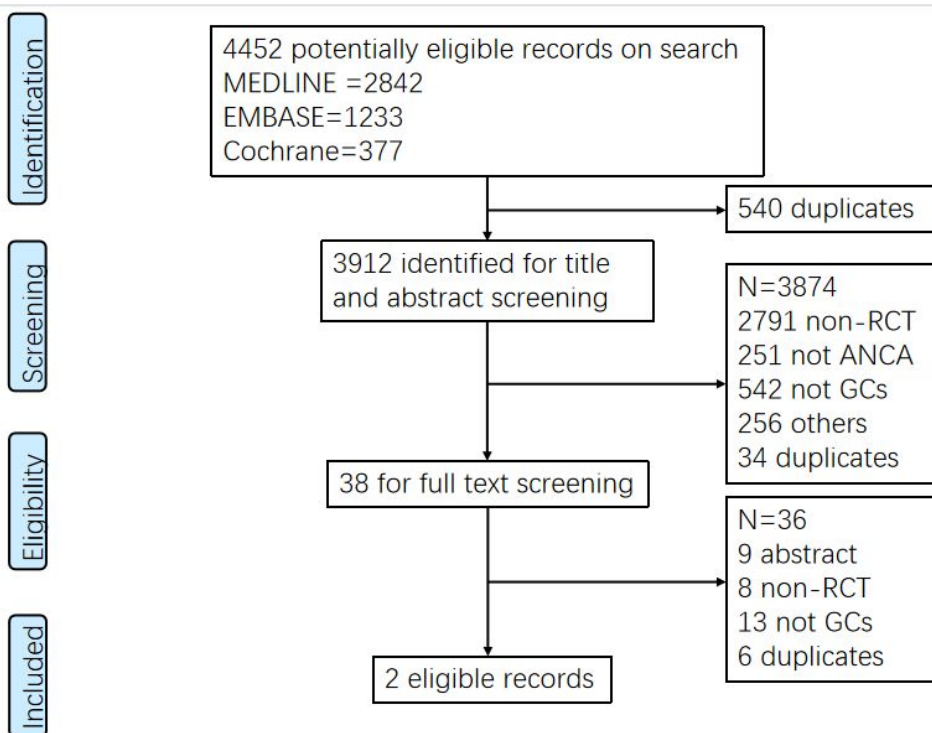 Identification
4452 potentially eligible records on search
MEDLINE =2842
EMBASE=1233
Cochrane=377
540 duplicates
Screening
3912 identified for title
and abstract screening
N=3874
2791 non-RCT
251 not ANCA
542 not GCs
256 others
34 duplicates
Eligibility
38 for full text screening
N=36
9 abstract
8 non-RCT
13 not GCs
6 duplicates
Included
2 eligible records